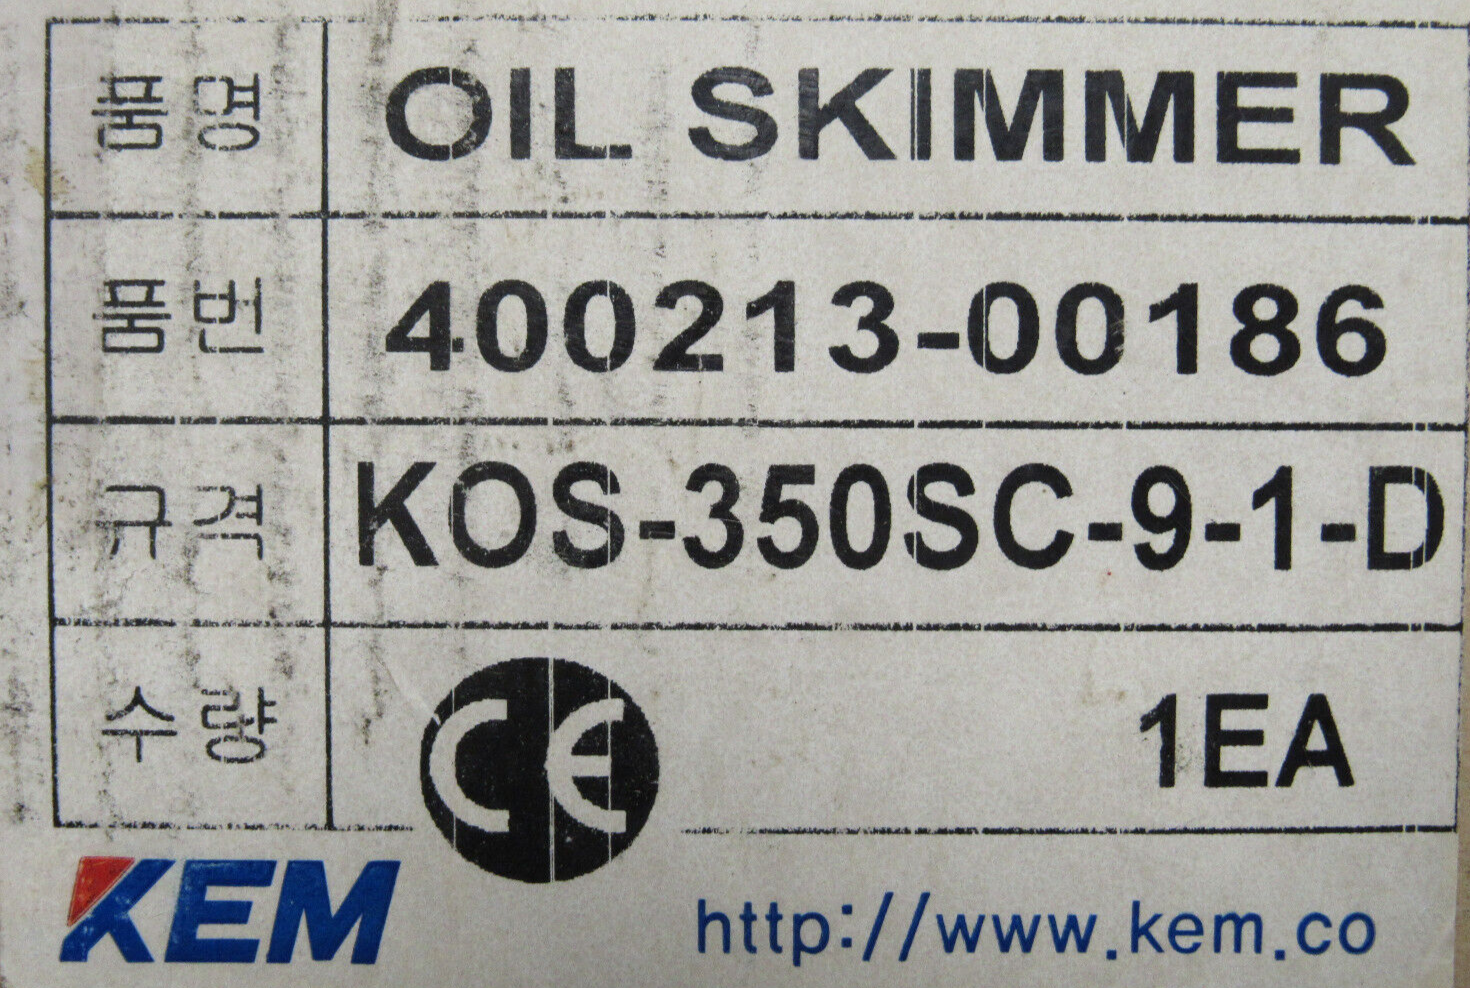 품명 OIL SKIMMER
품번 400213-00186
규격 KOS-350SC-9-1-D
수량 CE 1EA
KEM http://www.kem.co